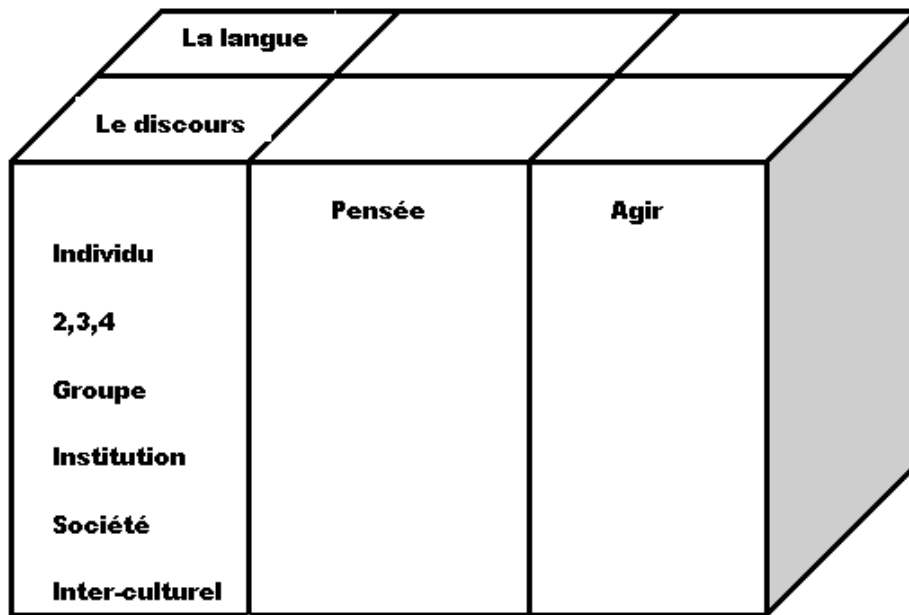 La langue
Le discours
Pensée Agir
Individu
2,3,4
Groupe
Institution
Société
Inter-culturel